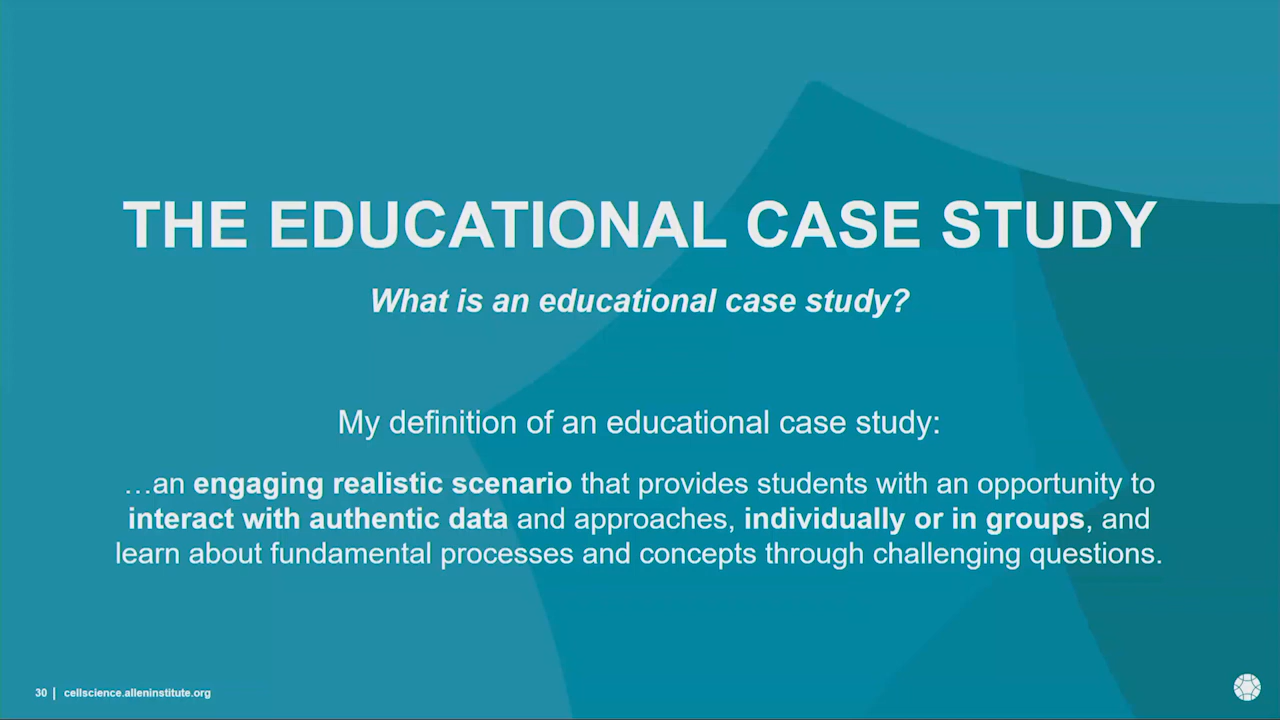 THE EDUCATIONAL CASE STUDY
What is an educational case study?
My definition of an educational case study:
…an engaging realistic scenario that provides students with an opportunity to
interact with authentic data and approaches, individually or in groups, and
learn about fundamental processes and concepts through challenging questions.
30 | cellscience.alleninstitute.org